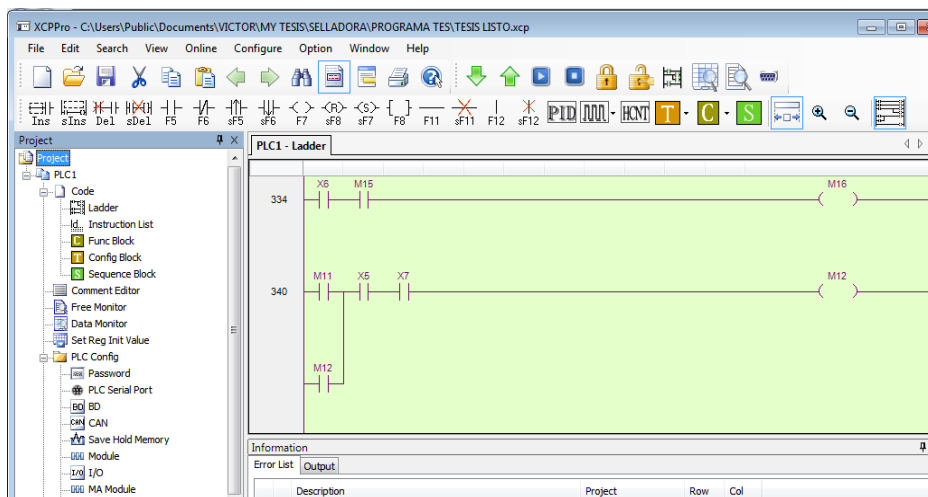 XCPPro - C:\Users\Public\Documents\VICTOR\MY TESIS\SELLADORA\PROGRAMA TES\TESIS LISTO.xcp
File Edit Search View Online Configure Option Window Help
Ins sIns Del sDel F5 F6 sF5 sF6 F7 sF8 sF7 F8 F11 sF11 F12 sF12 PID HCNT T C S
Project
PLC1 - Ladder
Project
PLC1
Code
Ladder
Instruction List
Func Block
Config Block
Sequence Block
Comment Editor
Free Monitor
Data Monitor
Set Reg Init Value
PLC Config
Password
PLC Serial Port
BD BD
CAN CAN
Save Hold Memory
Module
I/O I/O
MA Module
X6 M15 M16
334
M11 X5 X7 M12
340
M12
Information
Error List Output
Description Project Row Col